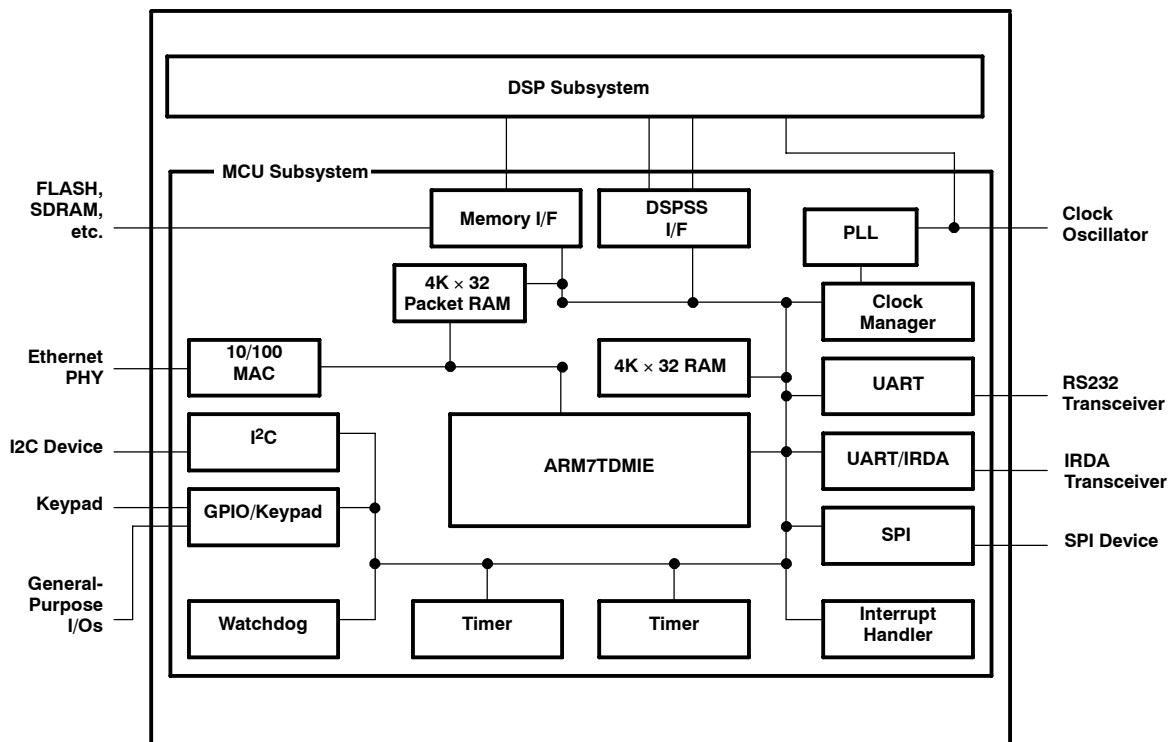 DSP Subsystem
MCU Subsystem
FLASH,
SDRAM,
etc.
Memory I/F
DSPSS
I/F
PLL
Clock
Oscillator
4K × 32
Packet RAM
Clock
Manager
Ethernet
PHY
10/100
MAC
4K × 32 RAM
UART
RS232
Transceiver
I2C Device
I²C
ARM7TDMIE
UART/IRDA
IRDA
Transceiver
Keypad
GPIO/Keypad
SPI
SPI Device
General-
Purpose
I/Os
Watchdog
Timer
Timer
Interrupt
Handler